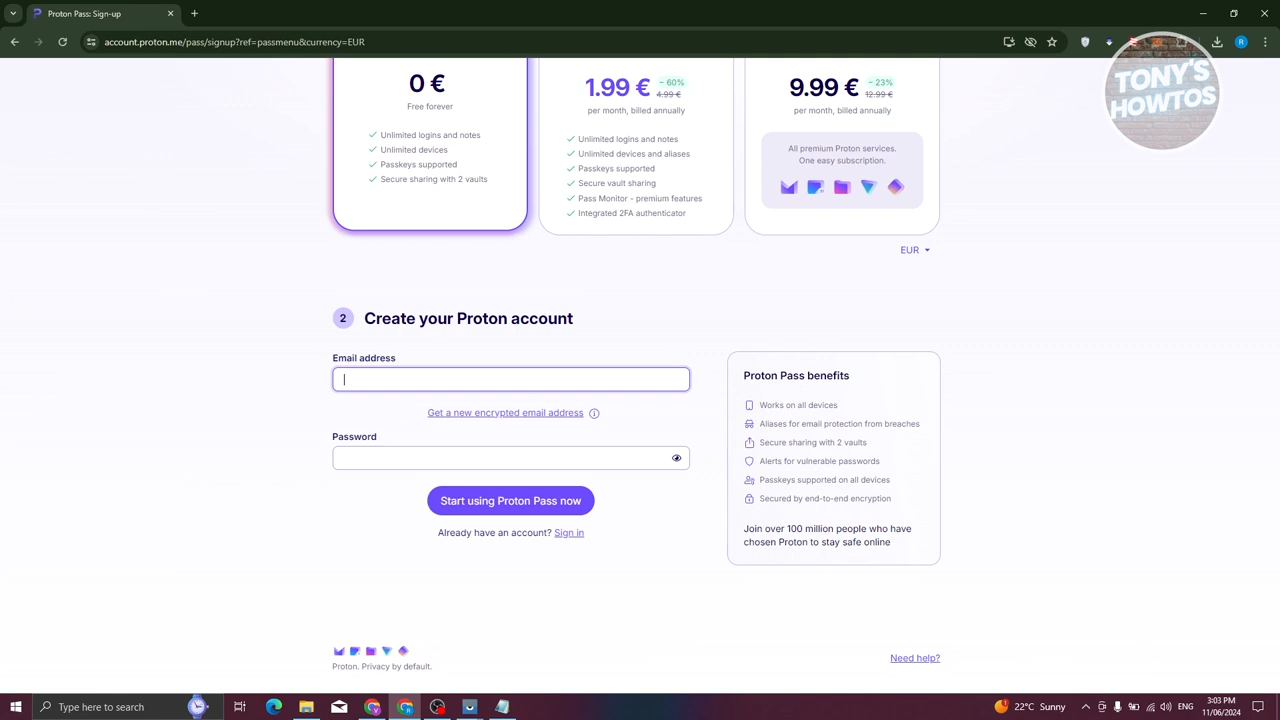 Proton Pass: Sign-up
account.proton.me/pass/signup?ref=passmenu&currency=EUR
TONY'S
HOWTOS
0 €
Free forever
Unlimited logins and notes
Unlimited devices
Passkeys supported
Secure sharing with 2 vaults
1.99 € − 60%
4.99 €
per month, billed annually
Unlimited logins and notes
Unlimited devices and aliases
Passkeys supported
Secure vault sharing
Pass Monitor - premium features
Integrated 2FA authenticator
9.99 € − 23%
12.99 €
per month, billed annually
All premium Proton services.
One easy subscription.
EUR
2 Create your Proton account
Email address
Get a new encrypted email address
Password
Start using Proton Pass now
Already have an account? Sign in
Proton Pass benefits
Works on all devices
Aliases for email protection from breaches
Secure sharing with 2 vaults
Alerts for vulnerable passwords
Passkeys supported on all devices
Secured by end-to-end encryption
Join over 100 million people who have
chosen Proton to stay safe online
Proton. Privacy by default.
Need help?
Type here to search
22°C Sunny
ENG
3:03 PM
11/06/2024